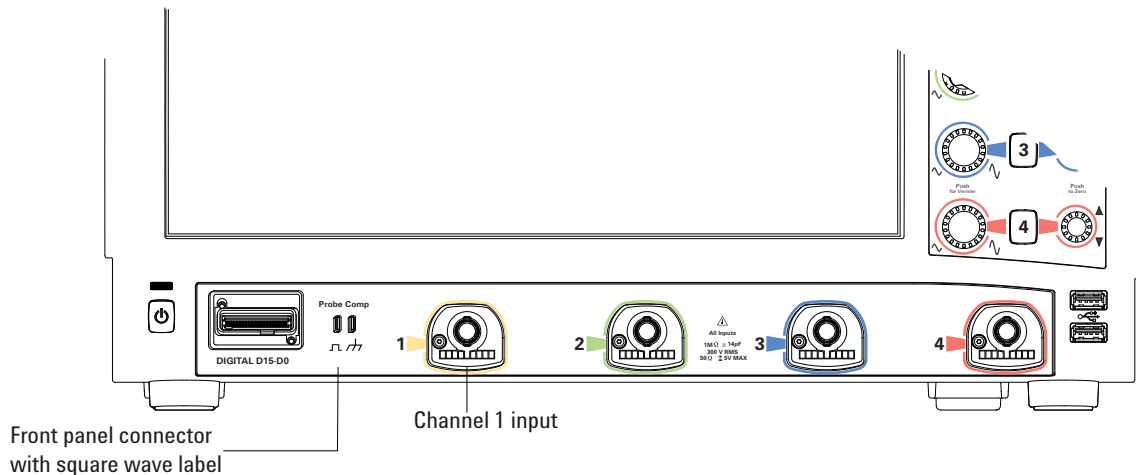 3
Push
for Vernier
Push
to Zero
4
Probe Comp
DIGITAL D15-D0
1
2
All Inputs
1MΩ ≅ 14pF
300 V RMS
50Ω 5V MAX
3
4
Channel 1 input
Front panel connector
with square wave label